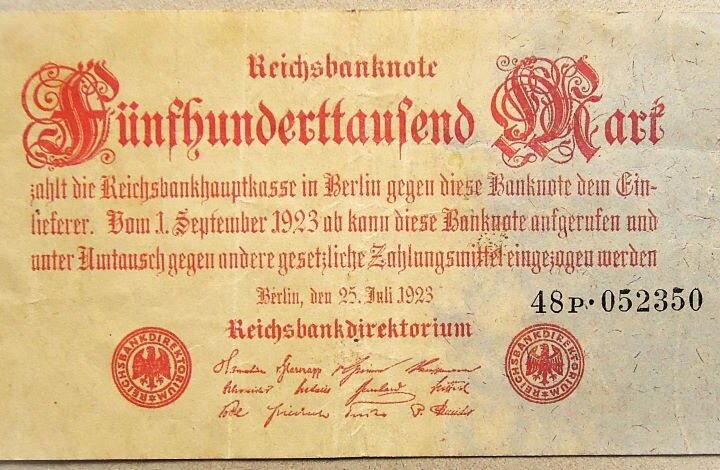 Reichsbanknote
Fünfhunderttausend Mark
zahlt die Reichsbankhauptkasse in Berlin gegen diese Banknote dem Ein-
lieferer. Vom 1. September 1923 ab kann diese Banknote aufgerufen und
unter Umtausch gegen andere gesetzliche Zahlungsmittel eingezogen werden
Berlin, den 25. Juli 1923
48P·052350
Reichsbankdirektorium
REICHSBANKDIREKTORIUM
REICHSBANKDIREKTORIUM